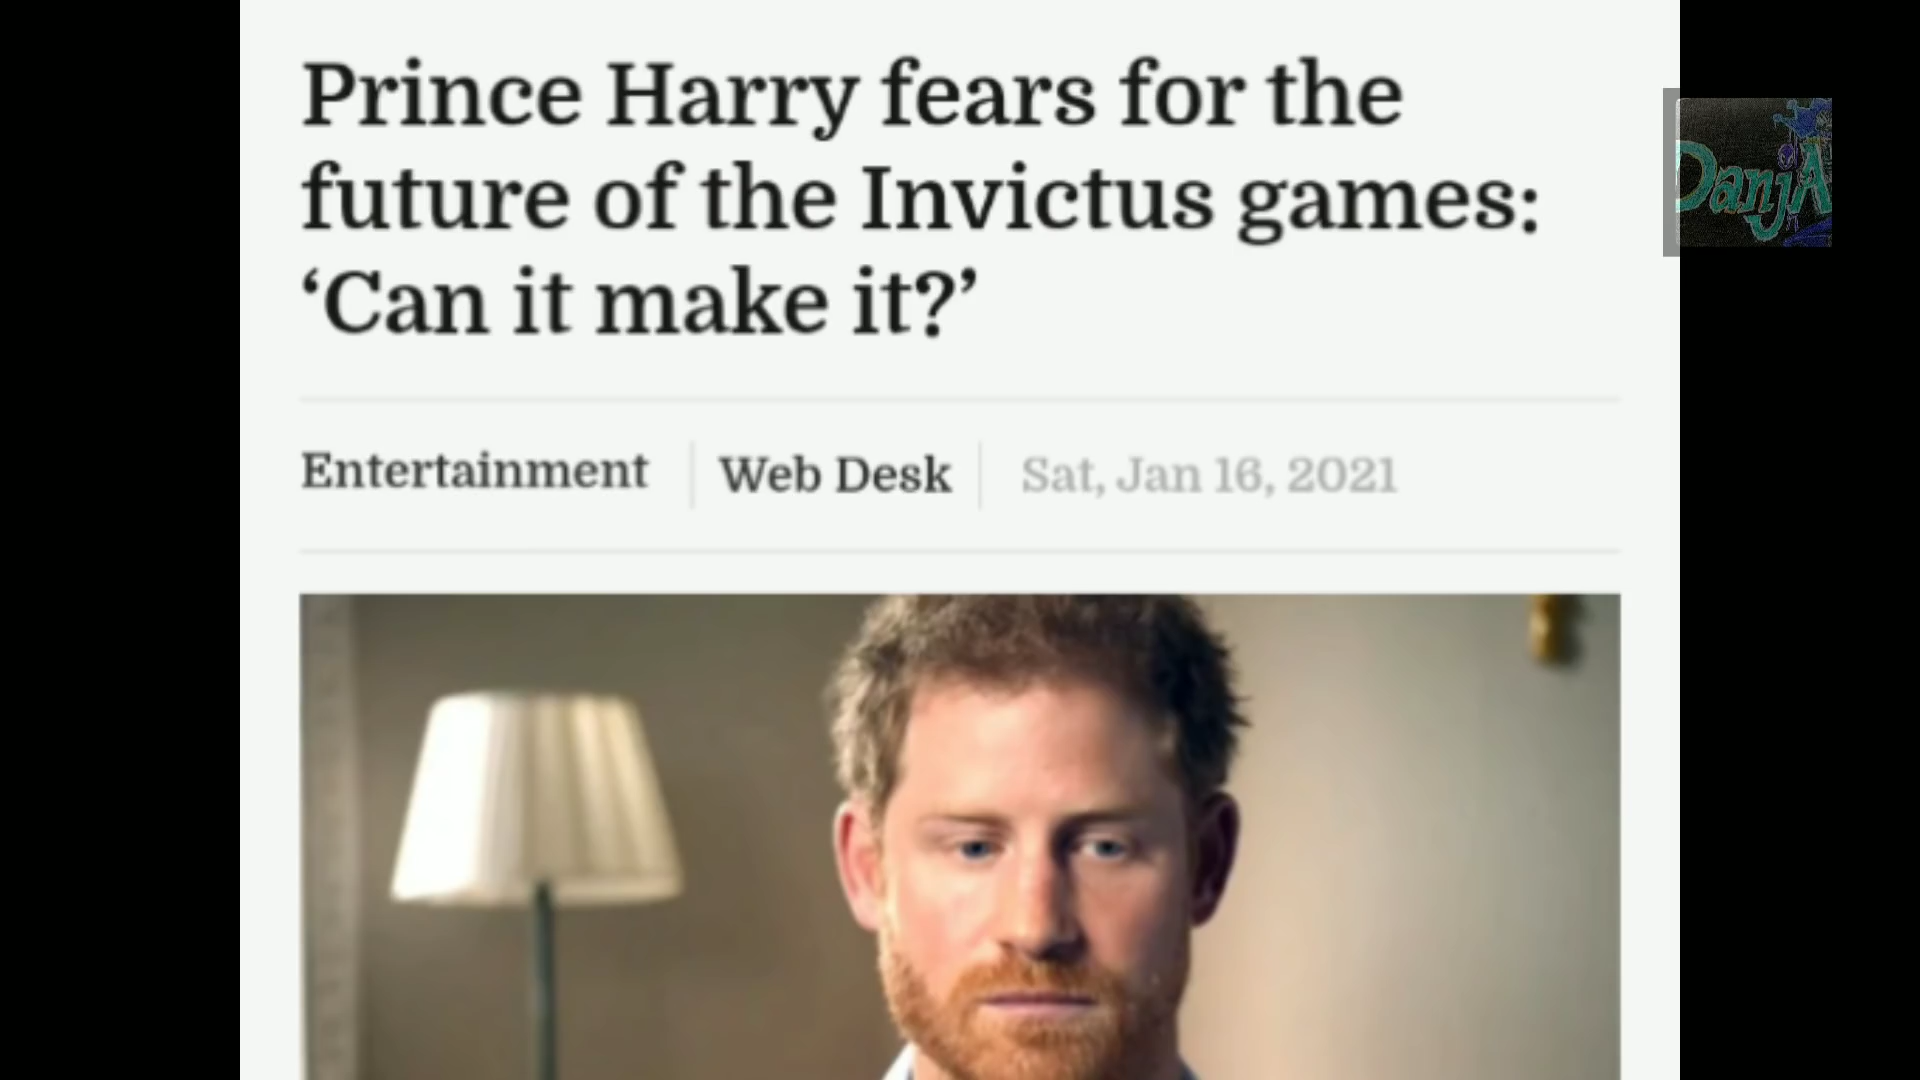 Prince Harry fears for the
future of the Invictus games:
‘Can it make it?’
Entertainment
Web Desk
Sat, Jan 16, 2021
DanjA